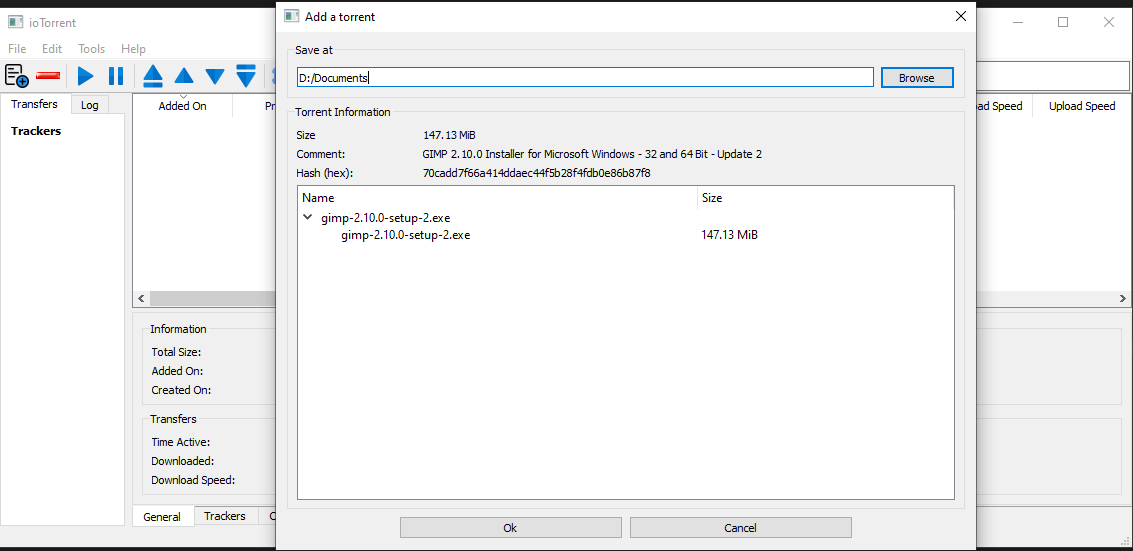 ioTorrent
File Edit Tools Help
Transfers Log
Trackers
Added On
ad Speed Upload Speed
Information
Total Size:
Added On:
Created On:
Transfers
Time Active:
Downloaded:
Download Speed:
General Trackers
Add a torrent
Save at
D:/Documents Browse
Torrent Information
Size 147.13 MiB
Comment: GIMP 2.10.0 Installer for Microsoft Windows - 32 and 64 Bit - Update 2
Hash (hex): 70cadd7f66a414ddaec44f5b28f4fdb0e86b87f8
Name Size
gimp-2.10.0-setup-2.exe
gimp-2.10.0-setup-2.exe 147.13 MiB
Ok Cancel